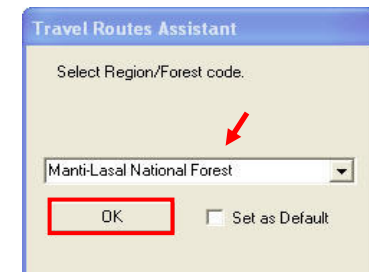 Travel Routes Assistant
Select Region/Forest code.
Manti-Lasal National Forest
OK
Set as Default